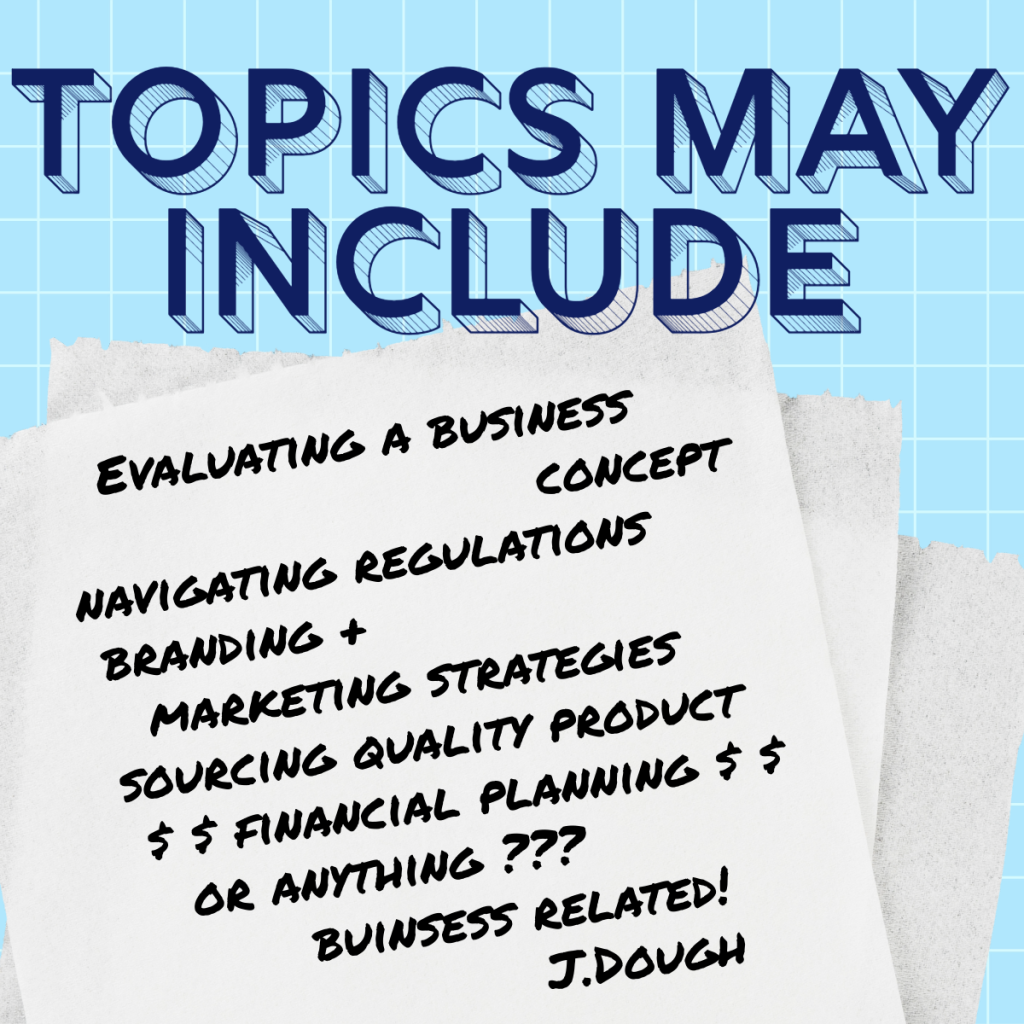 TOPICS MAY
INCLUDE
EVALUATING A BUSINESS
CONCEPT
NAVIGATING REGULATIONS
BRANDING +
MARKETING STRATEGIES
SOURCING QUALITY PRODUCT
$ $ FINANCIAL PLANNING $ $
OR ANYTHING ???
BUINSESS RELATED!
J.DOUGH